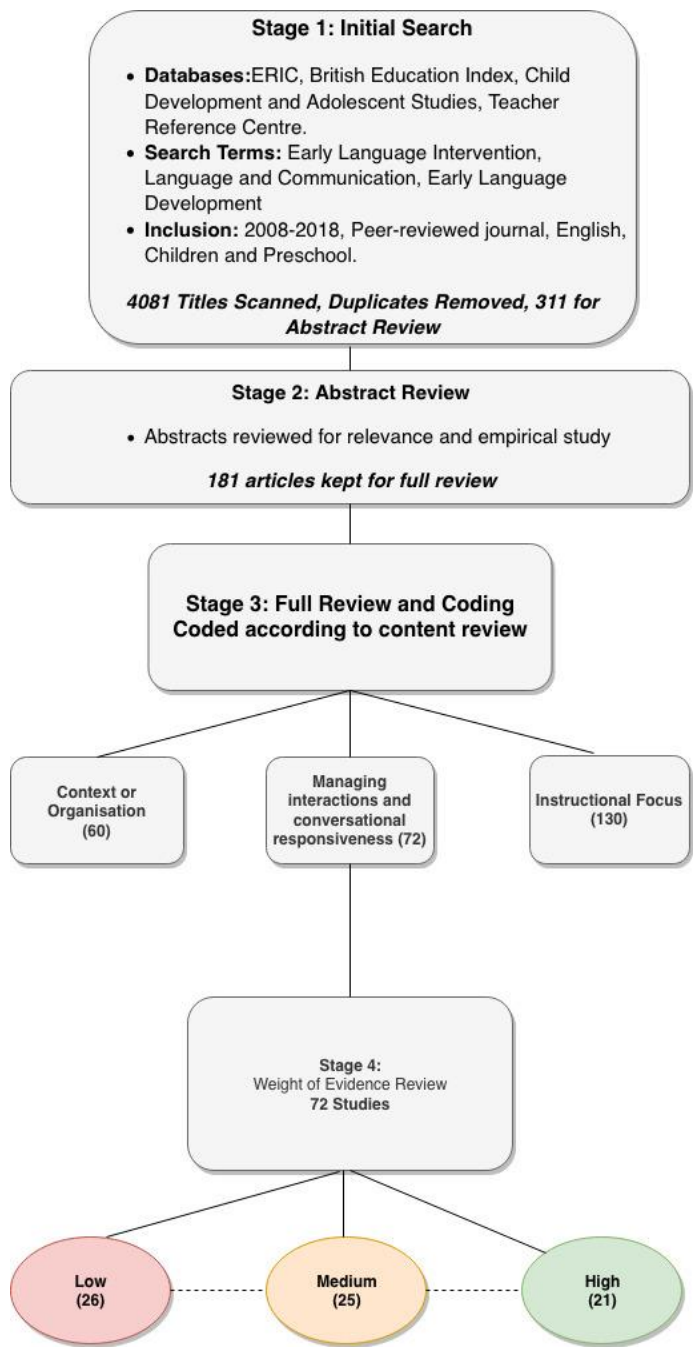 Stage 1: Initial Search
• Databases:ERIC, British Education Index, Child
Development and Adolescent Studies, Teacher
Reference Centre.
• Search Terms: Early Language Intervention,
Language and Communication, Early Language
Development
• Inclusion: 2008-2018, Peer-reviewed journal, English,
Children and Preschool.
4081 Titles Scanned, Duplicates Removed, 311 for
Abstract Review
Stage 2: Abstract Review
• Abstracts reviewed for relevance and empirical study
181 articles kept for full review
Stage 3: Full Review and Coding
Coded according to content review
Context or
Organisation
(60)
Managing
interactions and
conversational
responsiveness (72)
Instructional Focus
(130)
Stage 4:
Weight of Evidence Review
72 Studies
Low
(26)
Medium
(25)
High
(21)